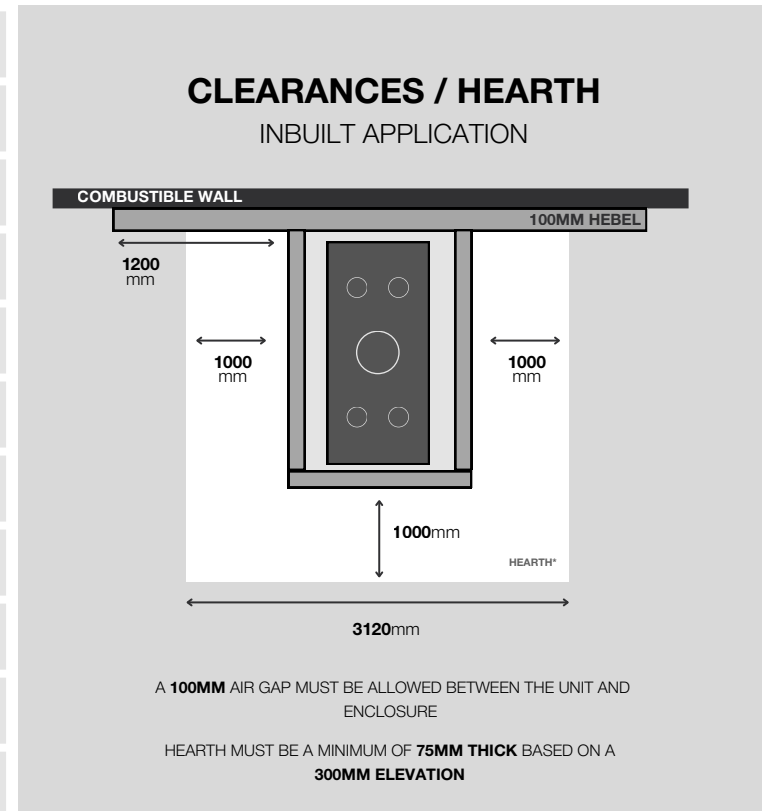 CLEARANCES / HEARTH
INBUILT APPLICATION
COMBUSTIBLE WALL
100MM HEBEL
1200
mm
1000
mm
1000
mm
1000mm
HEARTH*
3120mm
A 100MM AIR GAP MUST BE ALLOWED BETWEEN THE UNIT AND
ENCLOSURE
HEARTH MUST BE A MINIMUM OF 75MM THICK BASED ON A
300MM ELEVATION